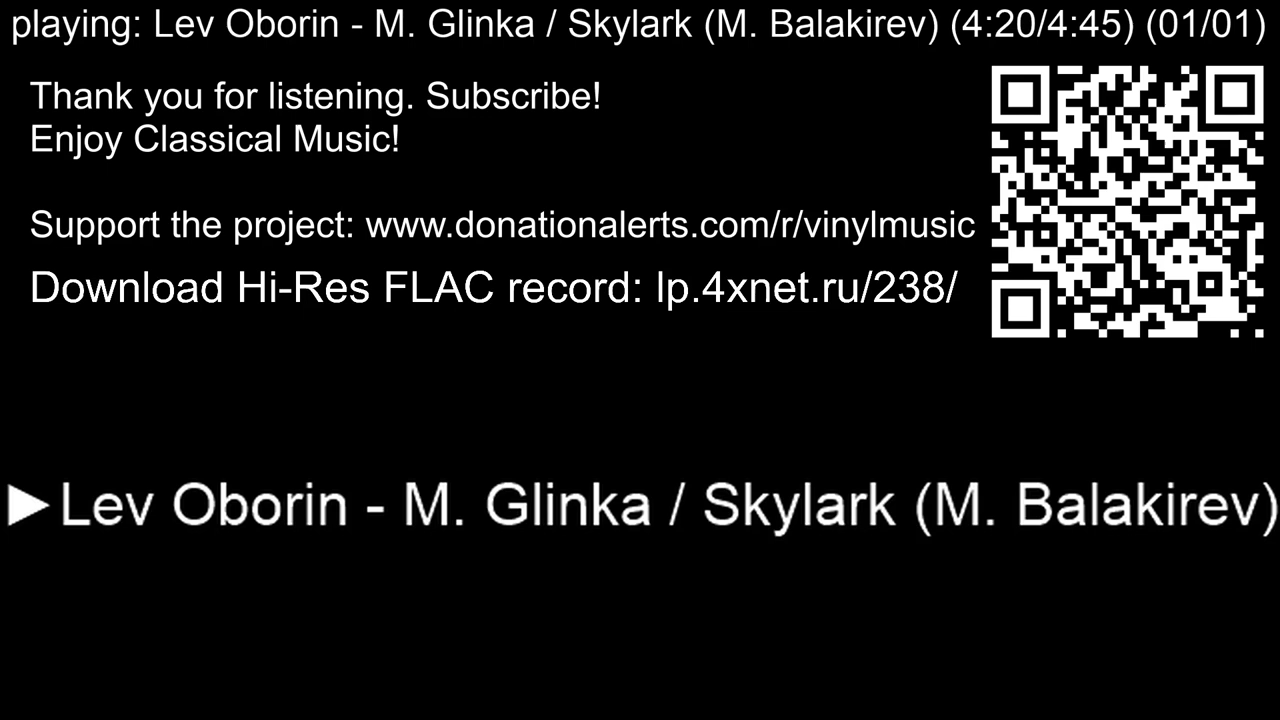 playing: Lev Oborin - M. Glinka / Skylark (M. Balakirev) (4:20/4:45) (01/01)
Thank you for listening. Subscribe!
Enjoy Classical Music!
Support the project: www.donationalerts.com/r/vinylmusic
Download Hi-Res FLAC record: lp.4xnet.ru/238/
►Lev Oborin - M. Glinka / Skylark (M. Balakirev)